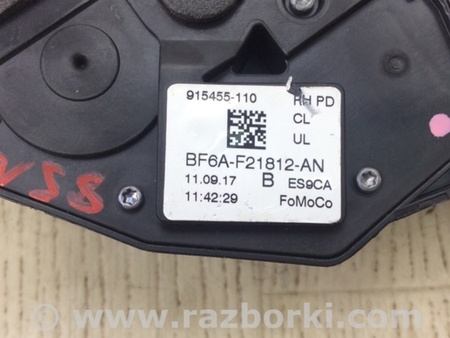 915455-110 RH PD
CL
UL
BF6A-F21812-AN
11.09.17 B ES9CA
11:42:29 FoMoCo
www.razborki.com